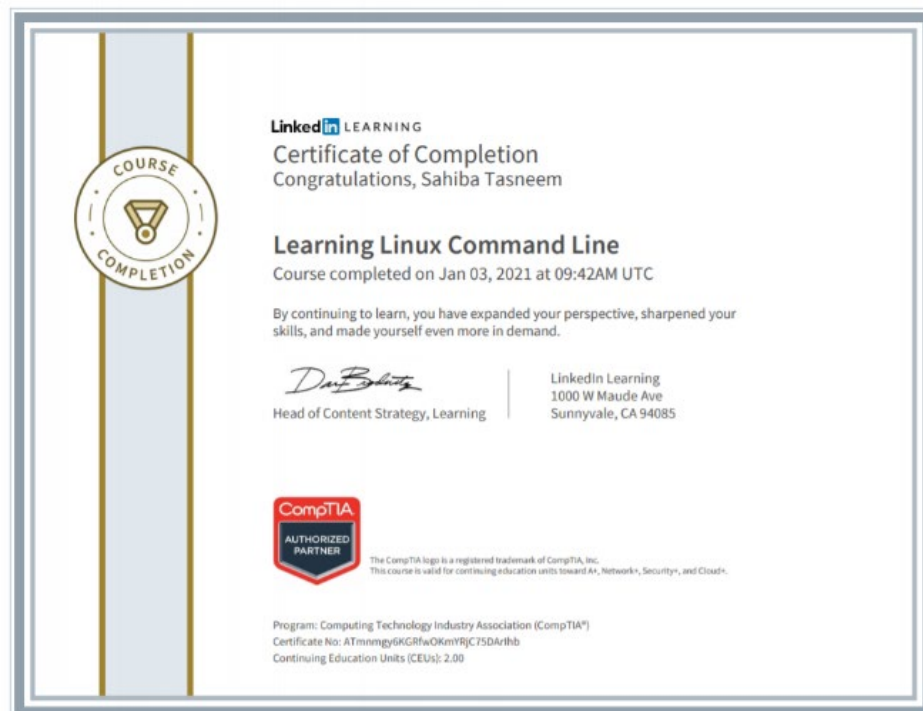 COURSE
COMPLETION
Linked in LEARNING
Certificate of Completion
Congratulations, Sahiba Tasneem
Learning Linux Command Line
Course completed on Jan 03, 2021 at 09:42AM UTC
By continuing to learn, you have expanded your perspective, sharpened your
skills, and made yourself even more in demand.
Head of Content Strategy, Learning
LinkedIn Learning
1000 W Maude Ave
Sunnyvale, CA 94085
CompTIA.
AUTHORIZED
PARTNER
The CompTIA logo is a registered trademark of CompTIA, Inc.
This course is valid for continuing education units toward A+, Network+, Security+, and Cloud+.
Program: Computing Technology Industry Association (CompTIA®)
Certificate No:
Continuing Education Units (CEUs): 2.00